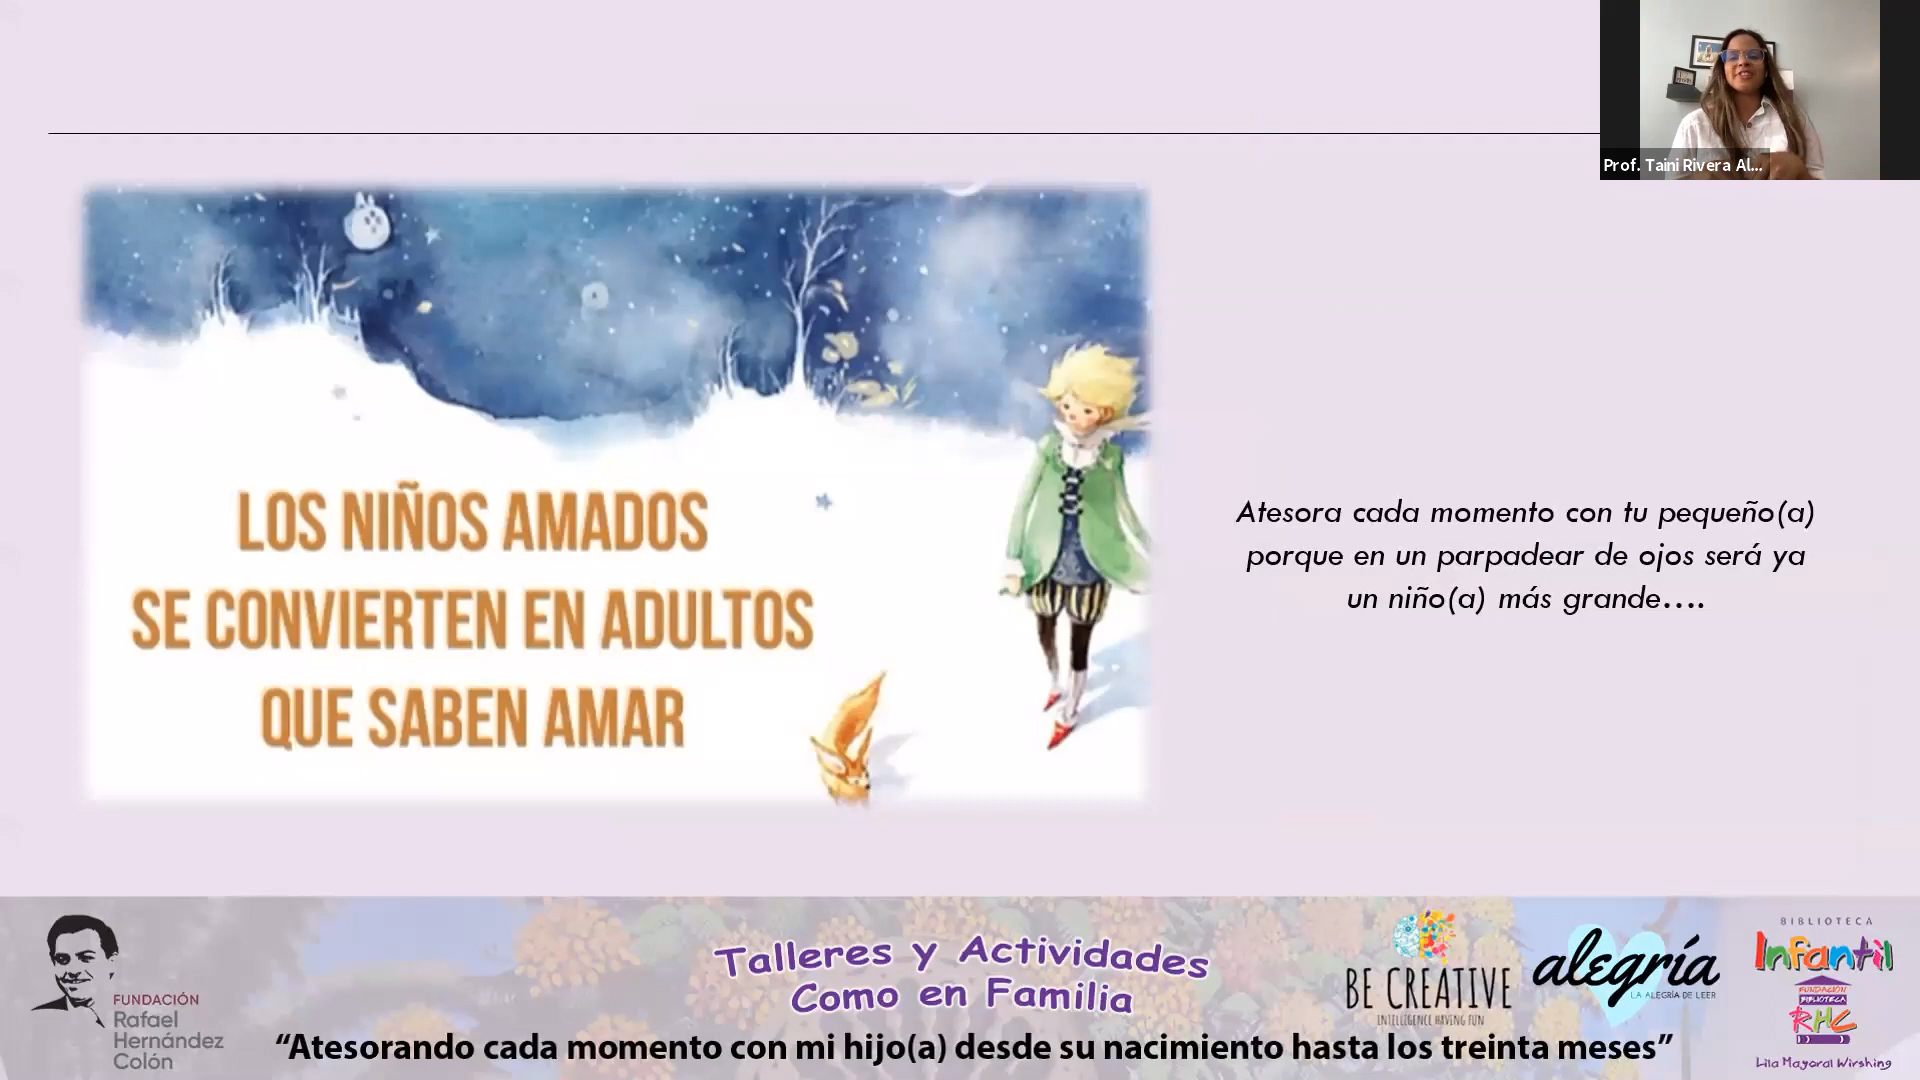 Prof. Taini Rivera Al...
LOS NIÑOS AMADOS
SE CONVIERTEN EN ADULTOS
QUE SABEN AMAR
Atesora cada momento con tu pequeño(a)
porque en un parpadear de ojos será ya
un niño(a) más grande....
FUNDACIÓN
Rafael
Hernández
Colón
Talleres y Actividades
Como en Familia
“Atesorando cada momento con mi hijo(a) desde su nacimiento hasta los treinta meses”
BE CREATIVE
INTELLIGENCE HAVING FUN
alegría
LA ALEGRÍA DE LEER
BIBLIOTECA
Infantil
FUNDACIÓN
BIBLIOTECA
RHC
Lila Mayoral Wirshing